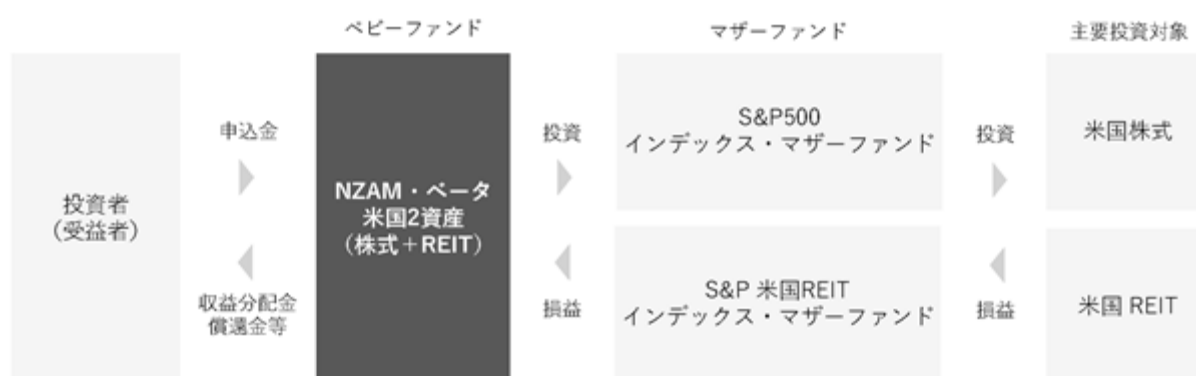 ベビーファンド
マザーファンド
主要投資対象
投資者
（受益者）
申込金
収益分配金
償還金等
NZAM・ベータ
米国2資産
（株式＋REIT）
投資
損益
S&P500
インデックス・マザーファンド
S&P 米国REIT
インデックス・マザーファンド
投資
損益
米国株式
米国 REIT